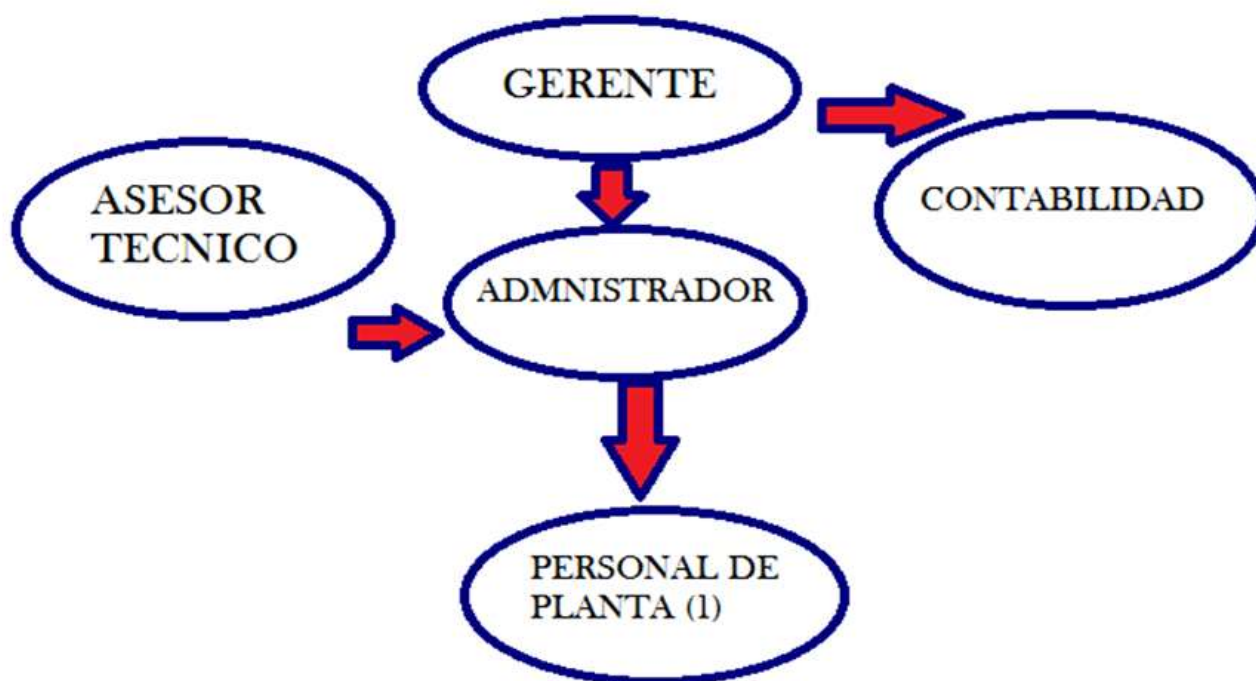 GERENTE
ASESOR
TECNICO
CONTABILIDAD
ADMNISTRADOR
PERSONAL DE
PLANTA (1)